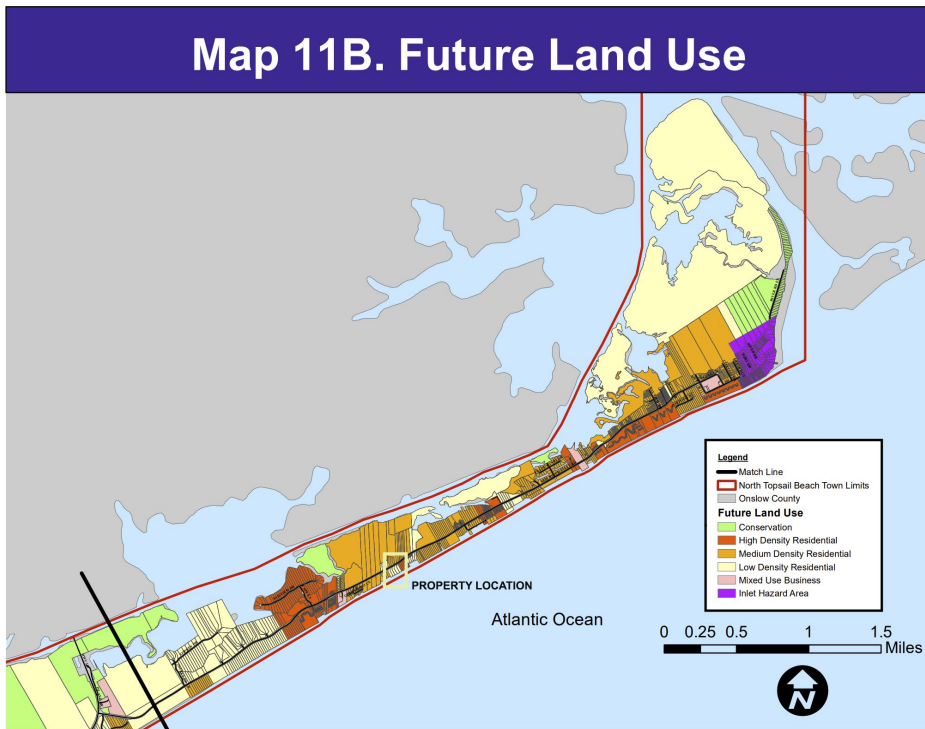 Map 11B. Future Land Use
PROPERTY LOCATION
Atlantic Ocean
Legend
Match Line
North Topsail Beach Town Limits
Onslow County
Future Land Use
Conservation
High Density Residential
Medium Density Residential
Low Density Residential
Mixed Use Business
Inlet Hazard Area
0 0.25 0.5 1 1.5
Miles
N